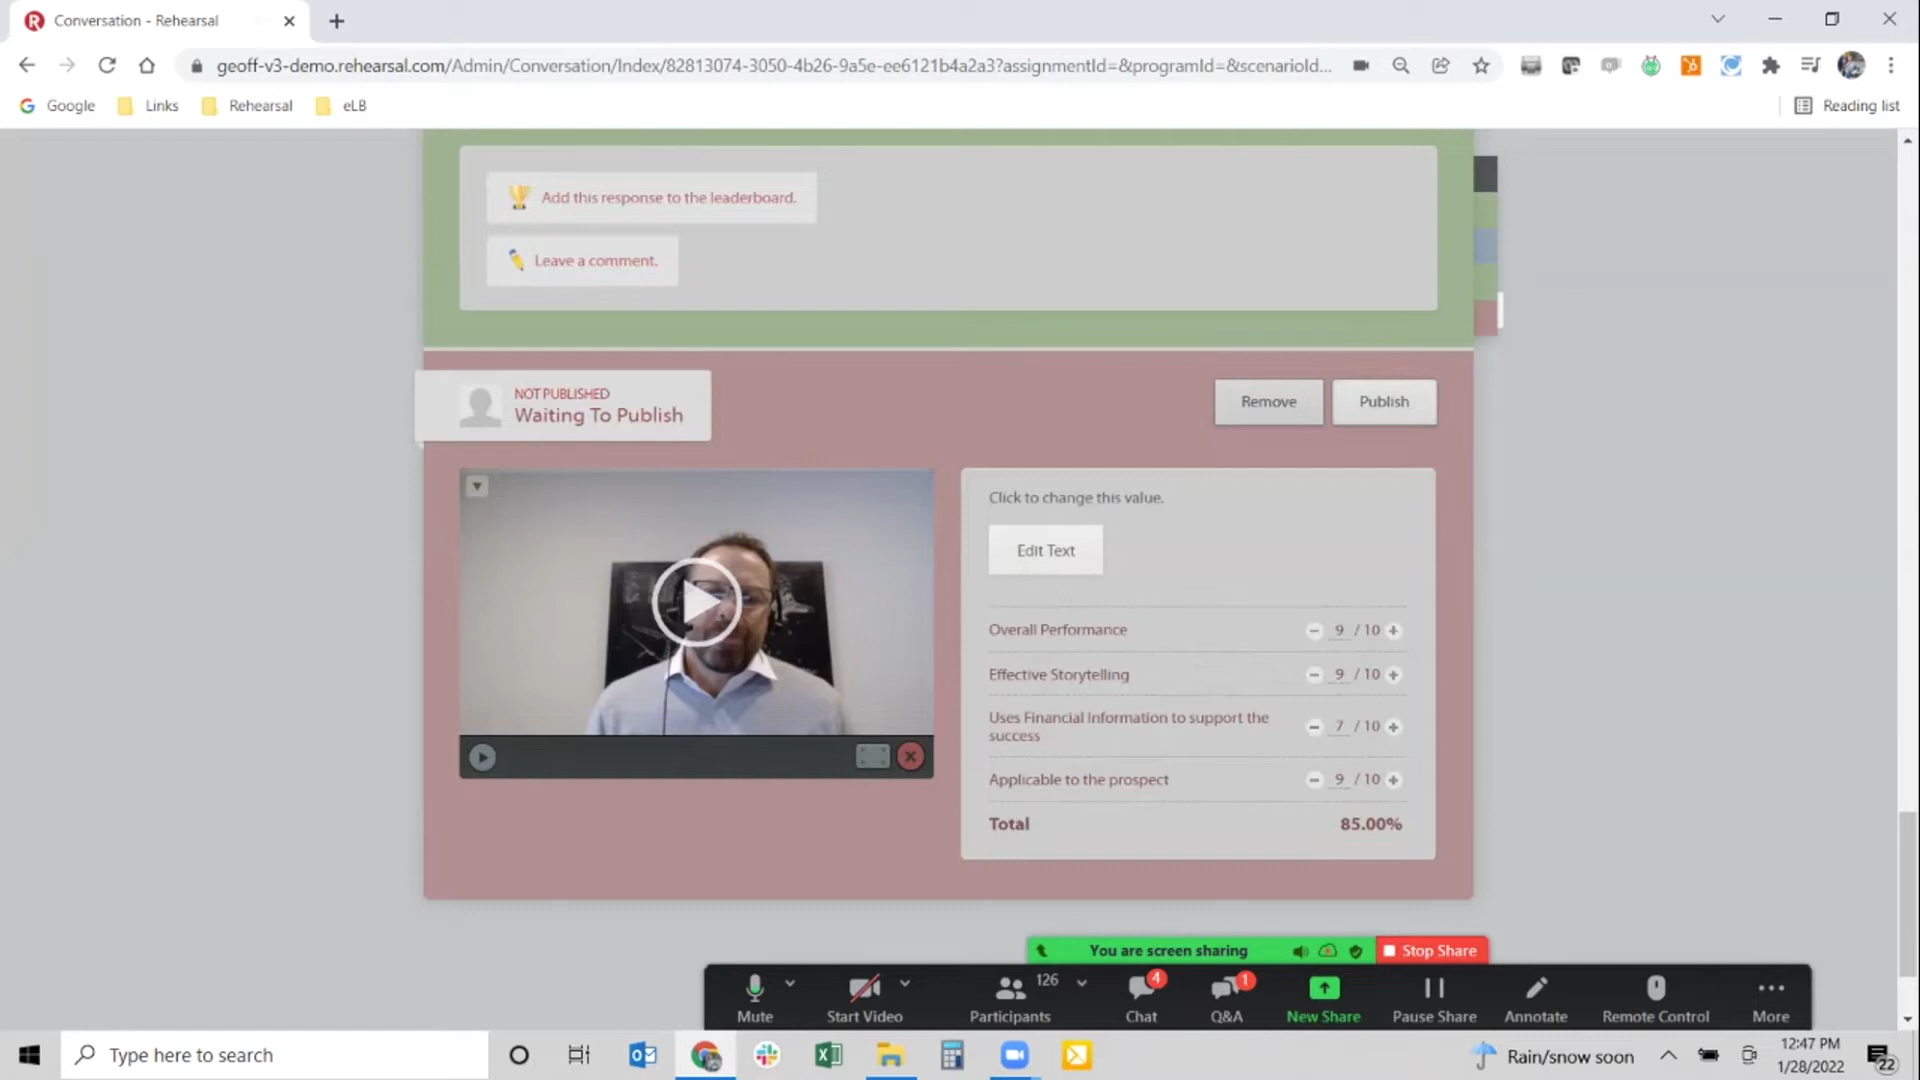 Conversation - Rehearsal
geoff-v3-demo.rehearsal.com/Admin/Conversation/Index/82813074-3050-4b26-9a5e-ee6121b4a2a3?assignmentId=&programId=&scenarioId...
Google Links Rehearsal eLB Reading list
Add this response to the leaderboard.
Leave a comment.
NOT PUBLISHED
Waiting To Publish
Remove Publish
Click to change this value.
Edit Text
Overall Performance − 9 / 10 +
Effective Storytelling − 9 / 10 +
Uses Financial Information to support the
success − 7 / 10 +
Applicable to the prospect − 9 / 10 +
Total 85.00%
You are screen sharing Stop Share
126 4 1
Mute Start Video Participants Chat Q&A New Share Pause Share Annotate Remote Control More
Type here to search
Rain/snow soon
12:47 PM
1/28/2022
22